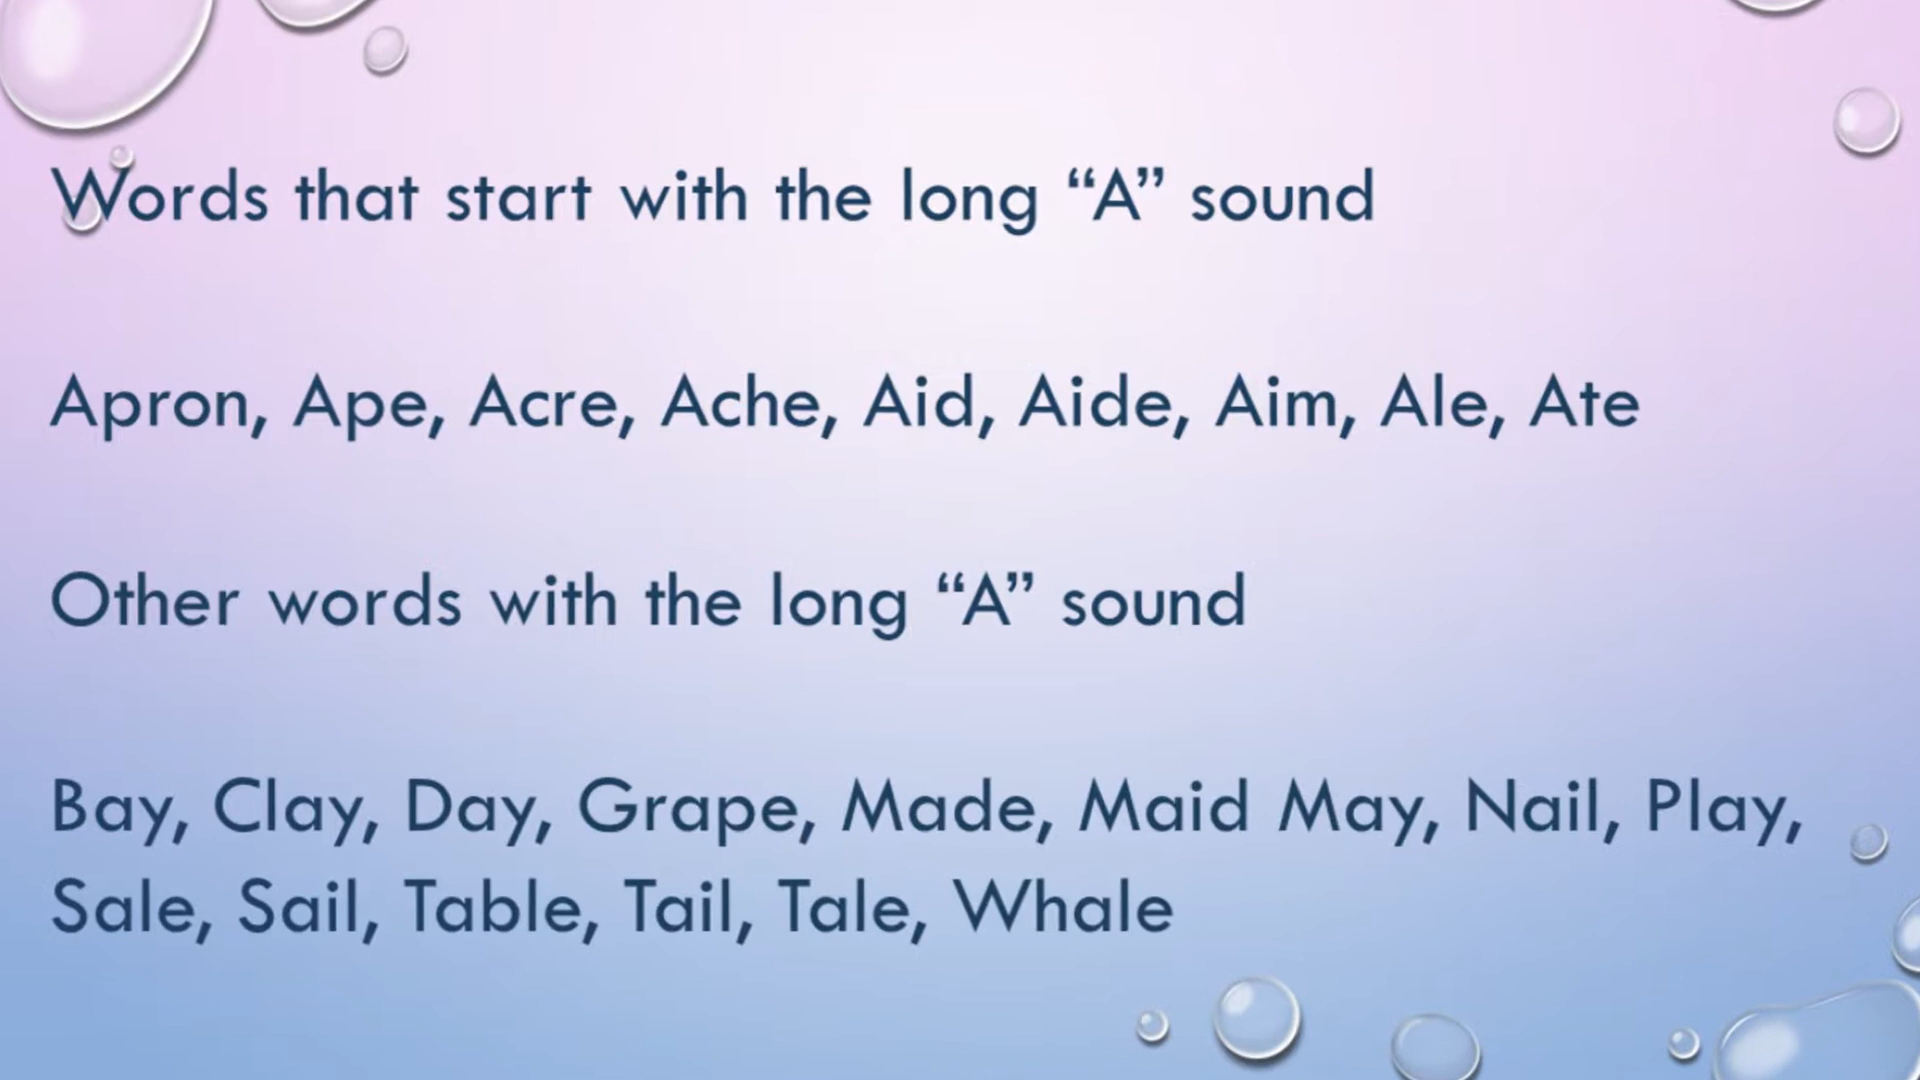 Words that start with the long “A” sound
Apron, Ape, Acre, Ache, Aid, Aide, Aim, Ale, Ate
Other words with the long “A” sound
Bay, Clay, Day, Grape, Made, Maid May, Nail, Play,
Sale, Sail, Table, Tail, Tale, Whale